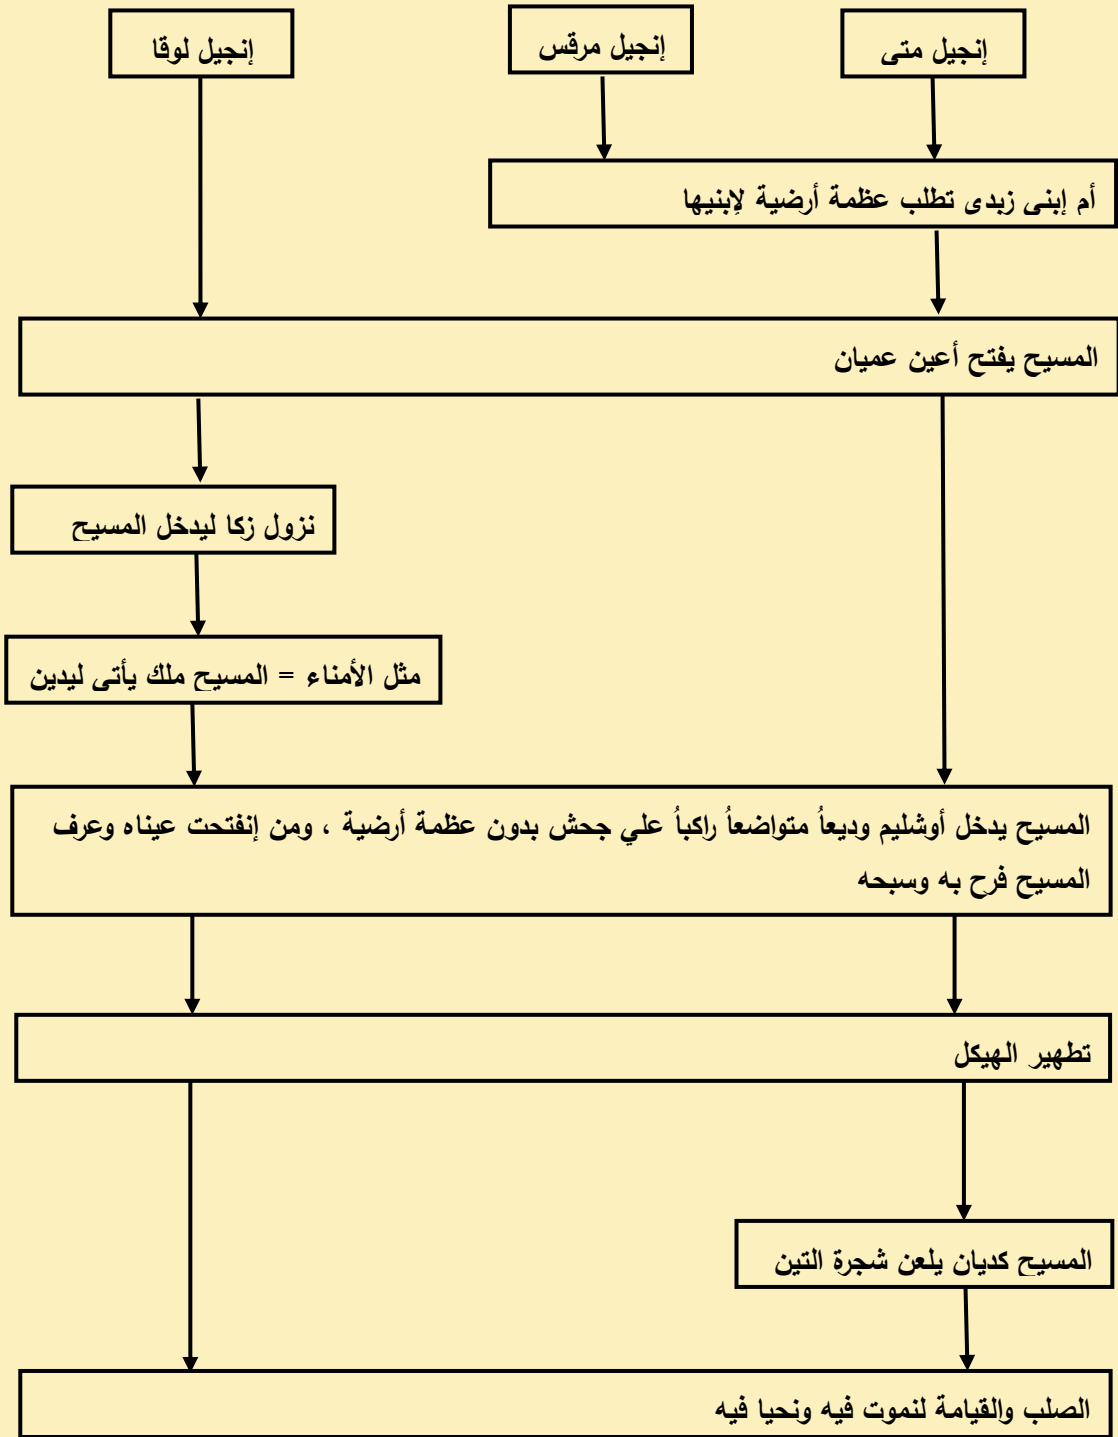 إنجيل متى
إنجيل مرقس
إنجيل لوقا
أم إبنى زبدى تطلب عظمة أرضية لإبنيها
المسيح يفتح أعين عميان
نزول زكا ليدخل المسيح
مثل الأمناء = المسيح ملك يأتى ليدين
المسيح يدخل أوشليم وديعاُ متواضعاُ راكباُ علي جحش بدون عظمة أرضية ، ومن إنفتحت عيناه وعرف
المسيح فرح به وسبحه
تطهير الهيكل
المسيح كديان يلعن شجرة التين
الصلب والقيامة لنموت فيه ونحيا فيه